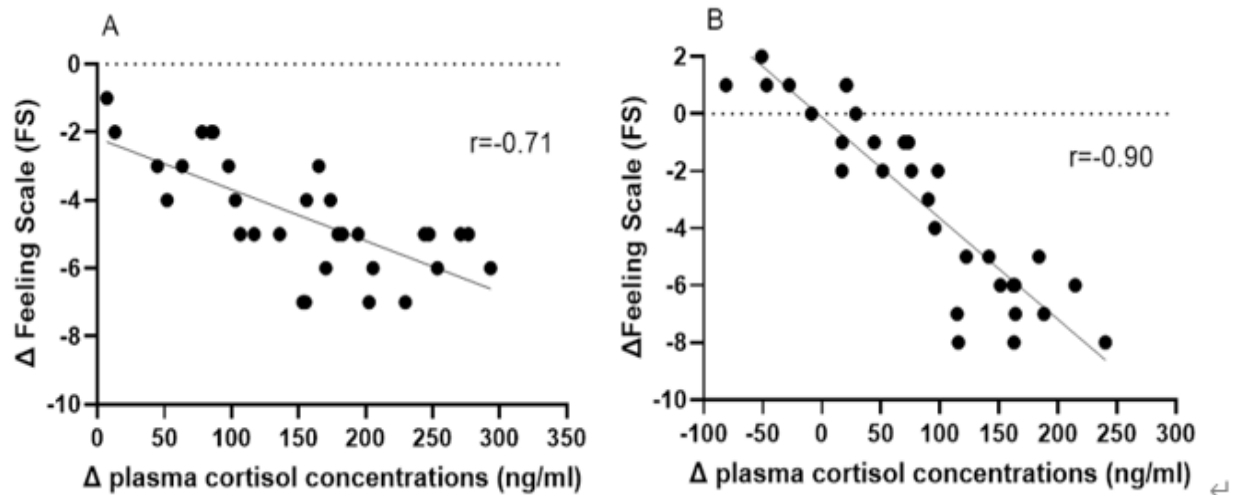 A
0
-2
-4
-6
-8
-10
Δ Feeling Scale (FS)
r=-0.71
0 50 100 150 200 250 300 350
Δ plasma cortisol concentrations (ng/ml)
B
2
0
-2
-4
-6
-8
-10
ΔFeeling Scale (FS)
r=-0.90
-100 -50 0 50 100 150 200 250 300
Δ plasma cortisol concentrations (ng/ml)